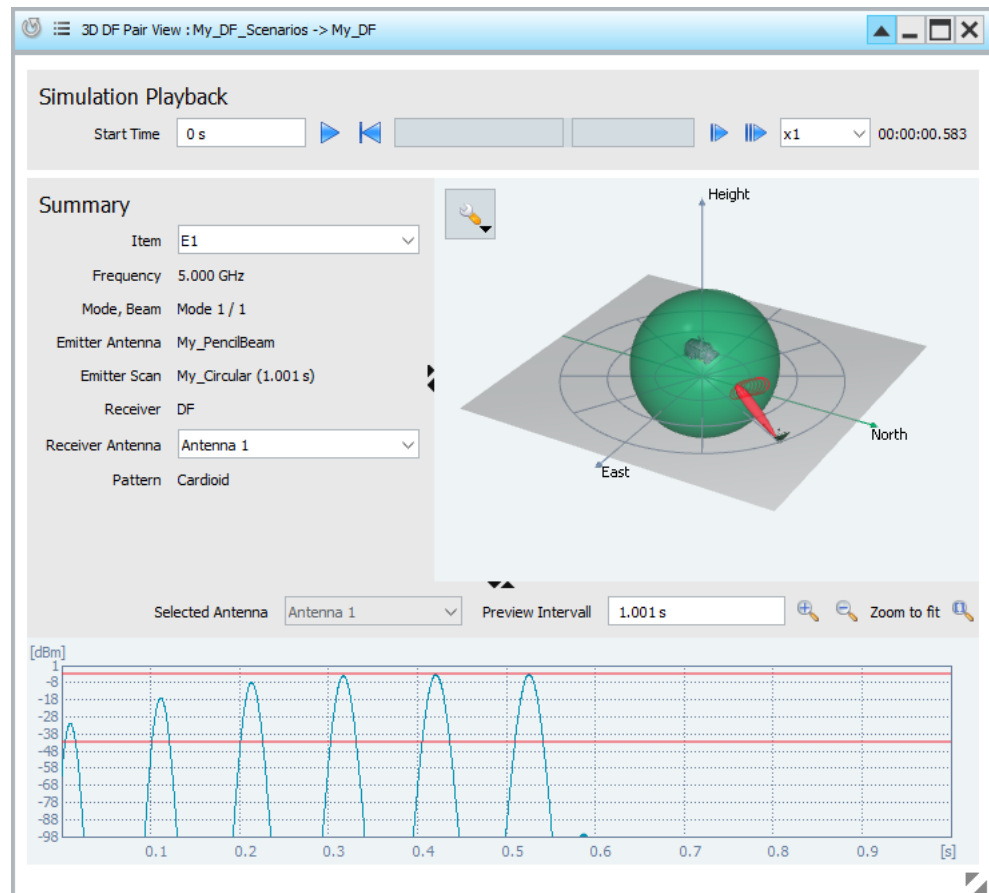 3D DF Pair View : My_DF_Scenarios -> My_DF
Simulation Playback
Start Time 0 s x1 00:00:00.583
Summary
Item E1
Frequency 5.000 GHz
Mode, Beam Mode 1 / 1
Emitter Antenna My_PencilBeam
Emitter Scan My_Circular (1.001 s)
Receiver DF
Receiver Antenna Antenna 1
Pattern Cardioid
Height
North
East
Selected Antenna Antenna 1 Preview Intervall 1.001 s Zoom to fit
[dBm]
1
-8
-18
-28
-38
-48
-58
-68
-78
-88
-98
0.1 0.2 0.3 0.4 0.5 0.6 0.7 0.8 0.9 [s]